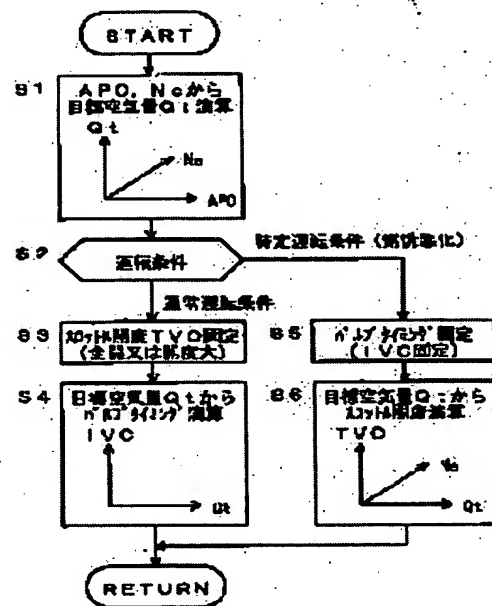 START
S1
APO, Neから
目標空気量Qt演算
Qt
Ne
APO
S2
運転条件
特定運転条件
通常運転条件
S3
スロットル開度TVO固定
(全開又は開度大)
S5
バルブタイミング固定
(IVC固定)
S4
目標空気量Qtから
バルブタイミング演算
IVC
Qt
S6
目標空気量Qtから
スロットル開度演算
TVO
Ne
Qt
RETURN